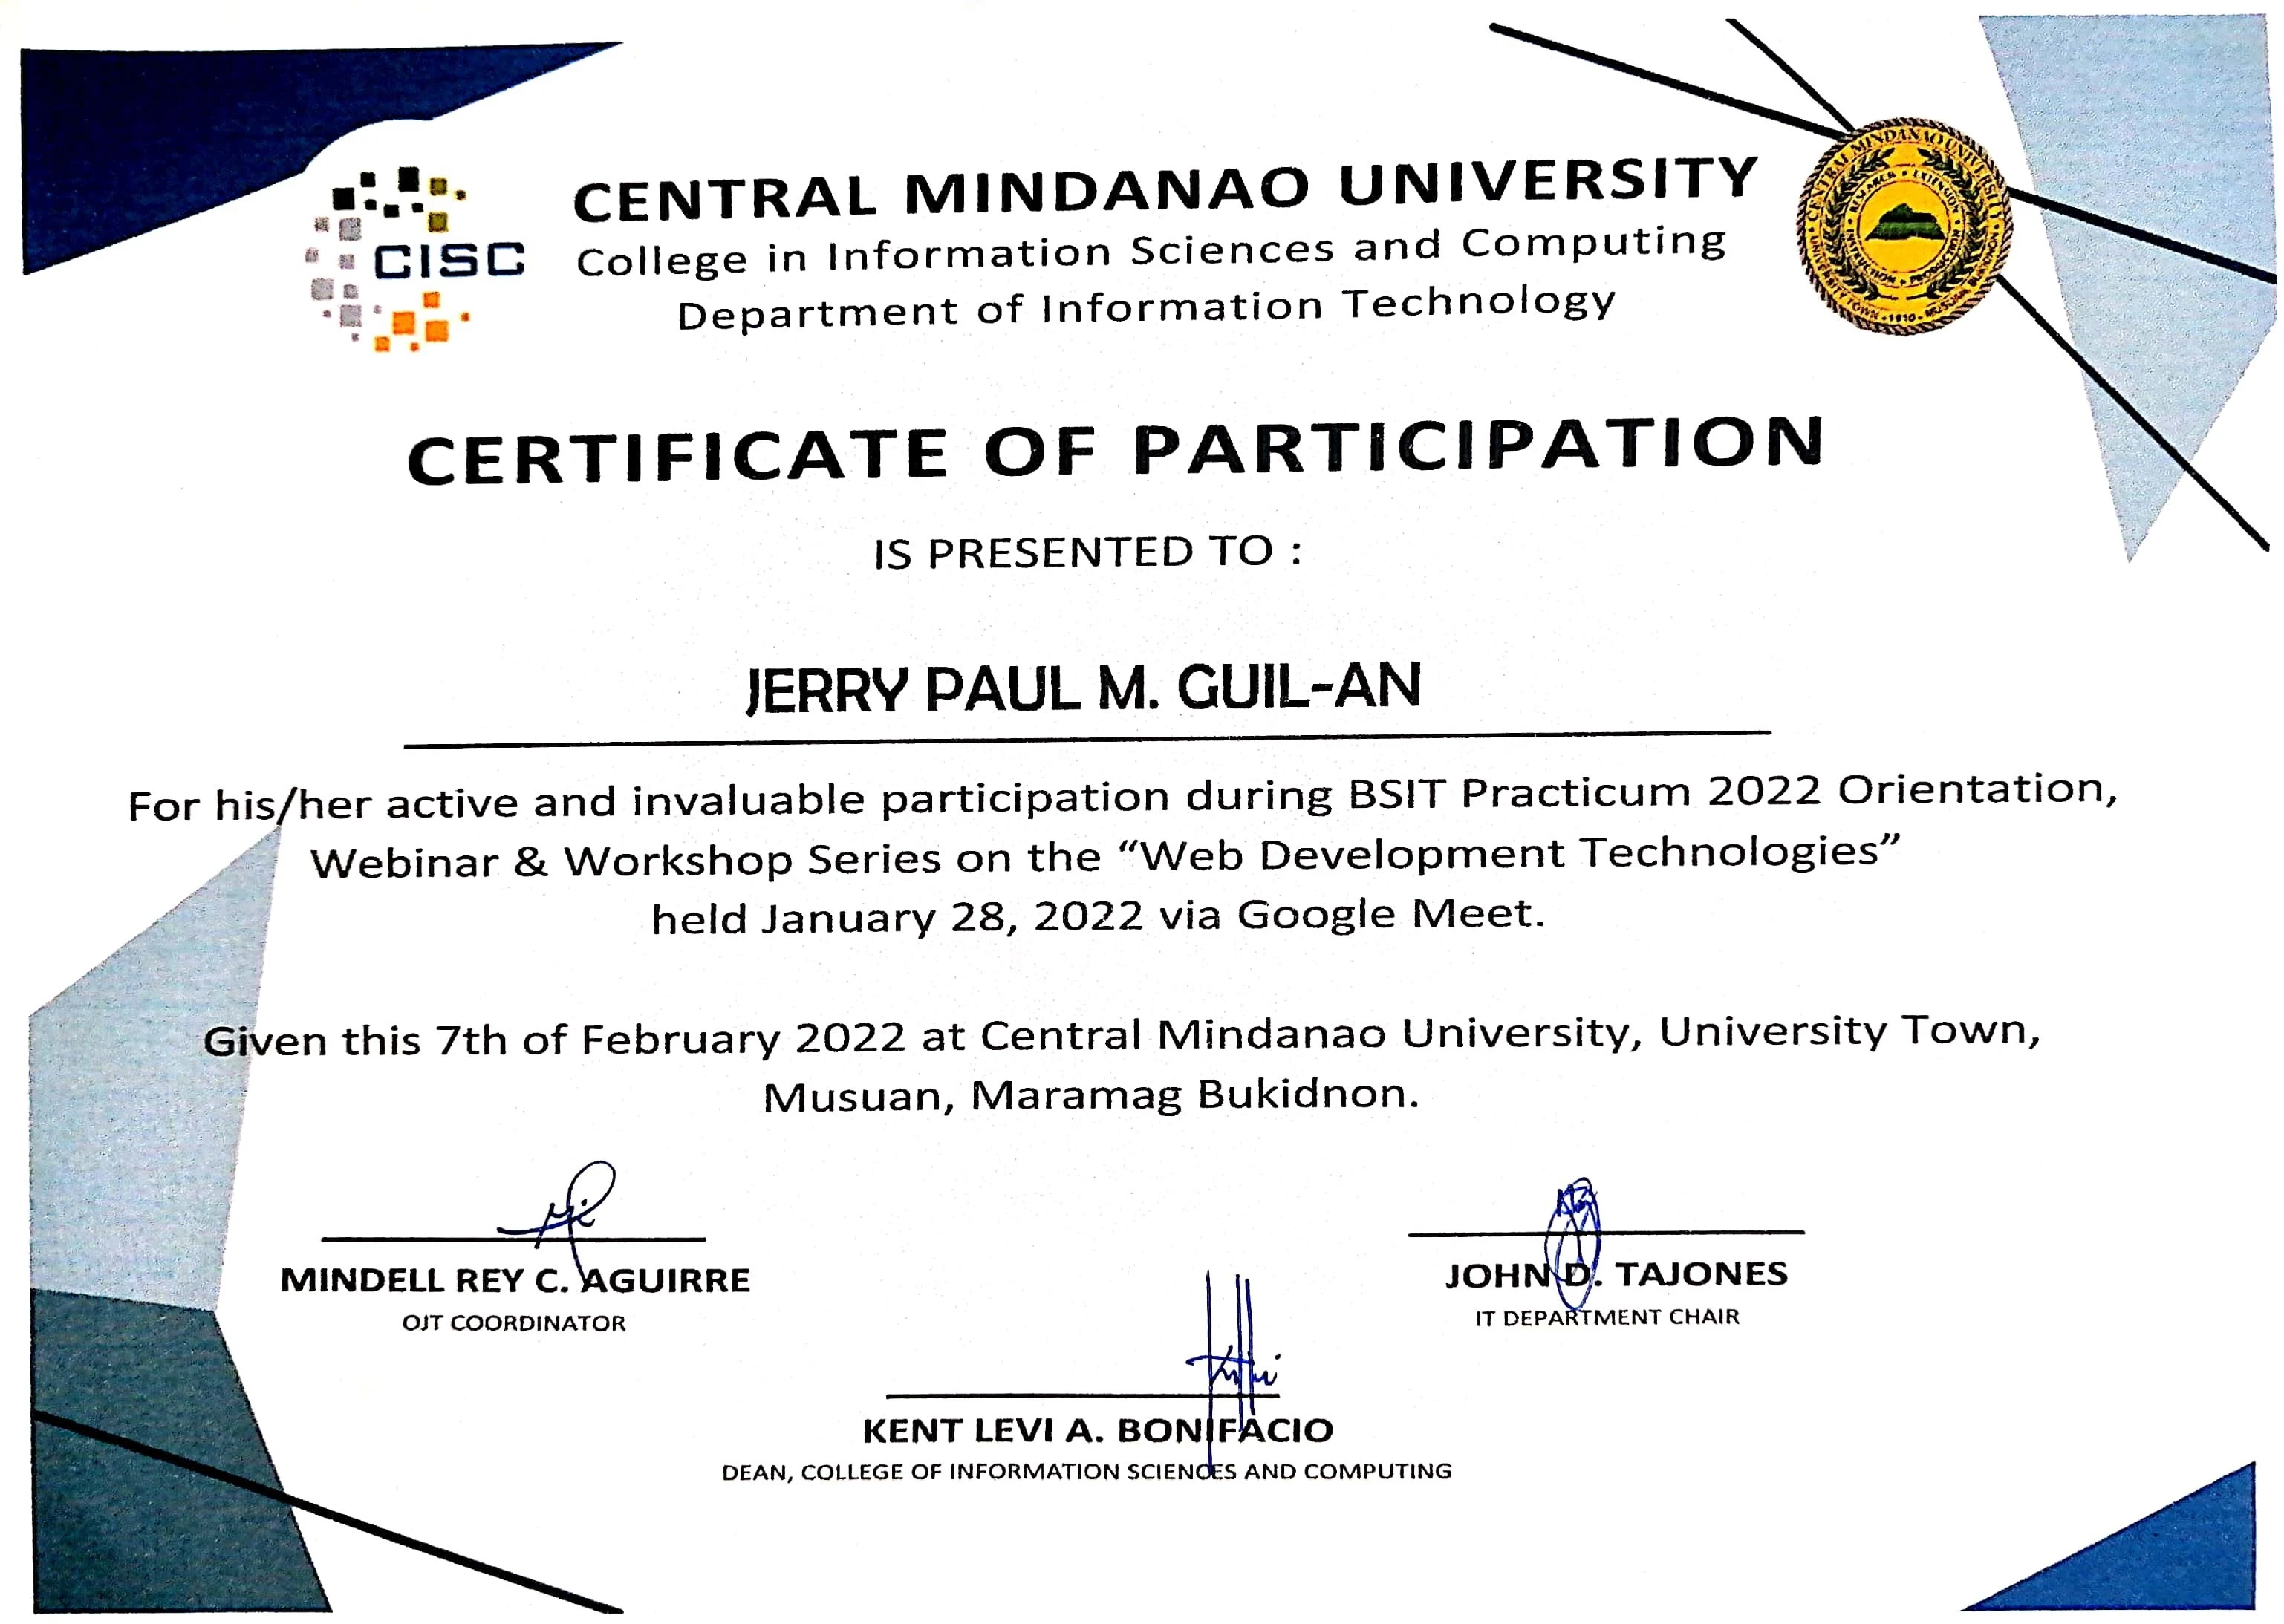 CISC
CENTRAL MINDANAO UNIVERSITY
College in Information Sciences and Computing
Department of Information Technology
CENTRAL MINDANAO UNIVERSITY
RESEARCH • EXTENSION
PRODUCTION
UNIVERSITY TOWN • 1910 • MUSUAN, BUKIDNON
CERTIFICATE OF PARTICIPATION
IS PRESENTED TO :
JERRY PAUL M. GUIL-AN
For his/her active and invaluable participation during BSIT Practicum 2022 Orientation,
Webinar & Workshop Series on the “Web Development Technologies”
held January 28, 2022 via Google Meet.
Given this 7th of February 2022 at Central Mindanao University, University Town,
Musuan, Maramag Bukidnon.
MINDELL REY C. AGUIRRE
OJT COORDINATOR
JOHN D. TAJONES
IT DEPARTMENT CHAIR
KENT LEVI A. BONIFACIO
DEAN, COLLEGE OF INFORMATION SCIENCES AND COMPUTING